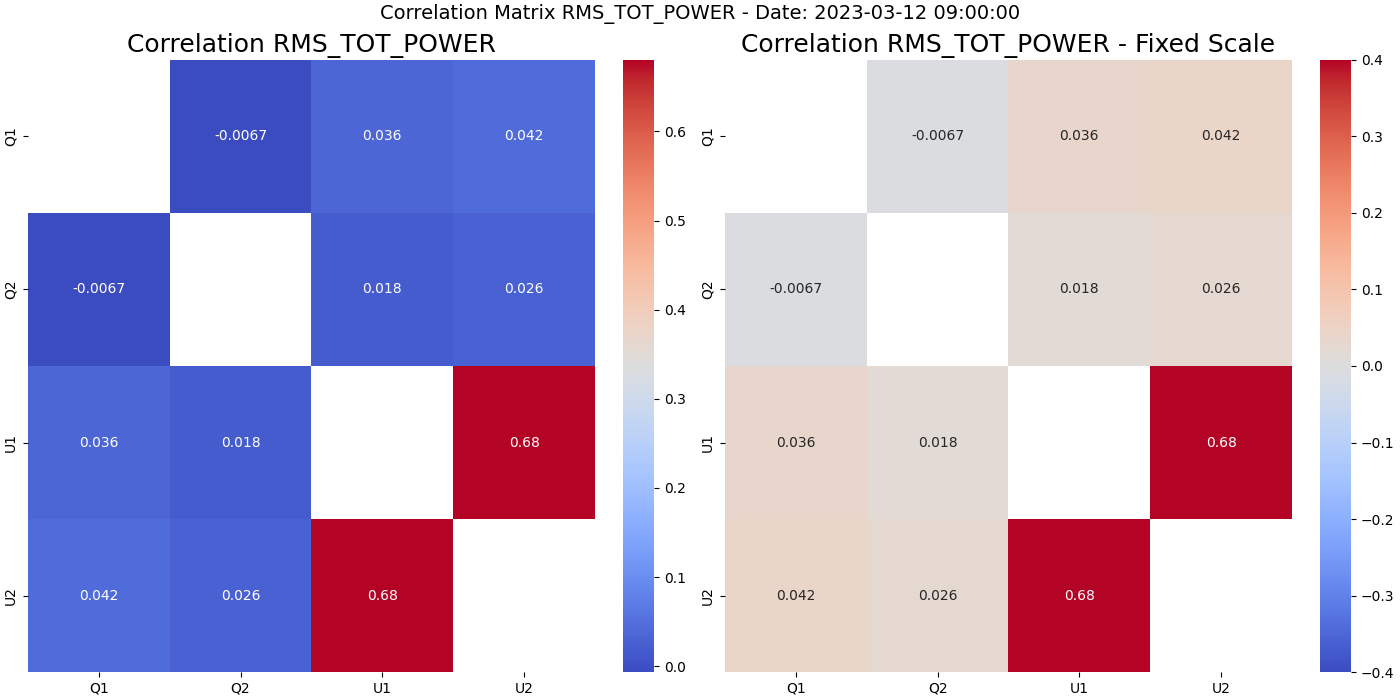 Correlation Matrix RMS_TOT_POWER - Date: 2023-03-12 09:00:00
Correlation RMS_TOT_POWER
Q1
-0.0067
0.036
0.042
Q2
-0.0067
0.018
0.026
U1
0.036
0.018
0.68
U2
0.042
0.026
0.68
Q1
Q2
U1
U2
0.6
0.5
0.4
0.3
0.2
0.1
0.0
Correlation RMS_TOT_POWER - Fixed Scale
Q1
-0.0067
0.036
0.042
Q2
-0.0067
0.018
0.026
U1
0.036
0.018
0.68
U2
0.042
0.026
0.68
Q1
Q2
U1
U2
0.4
0.3
0.2
0.1
0.0
−0.1
−0.2
−0.3
−0.4